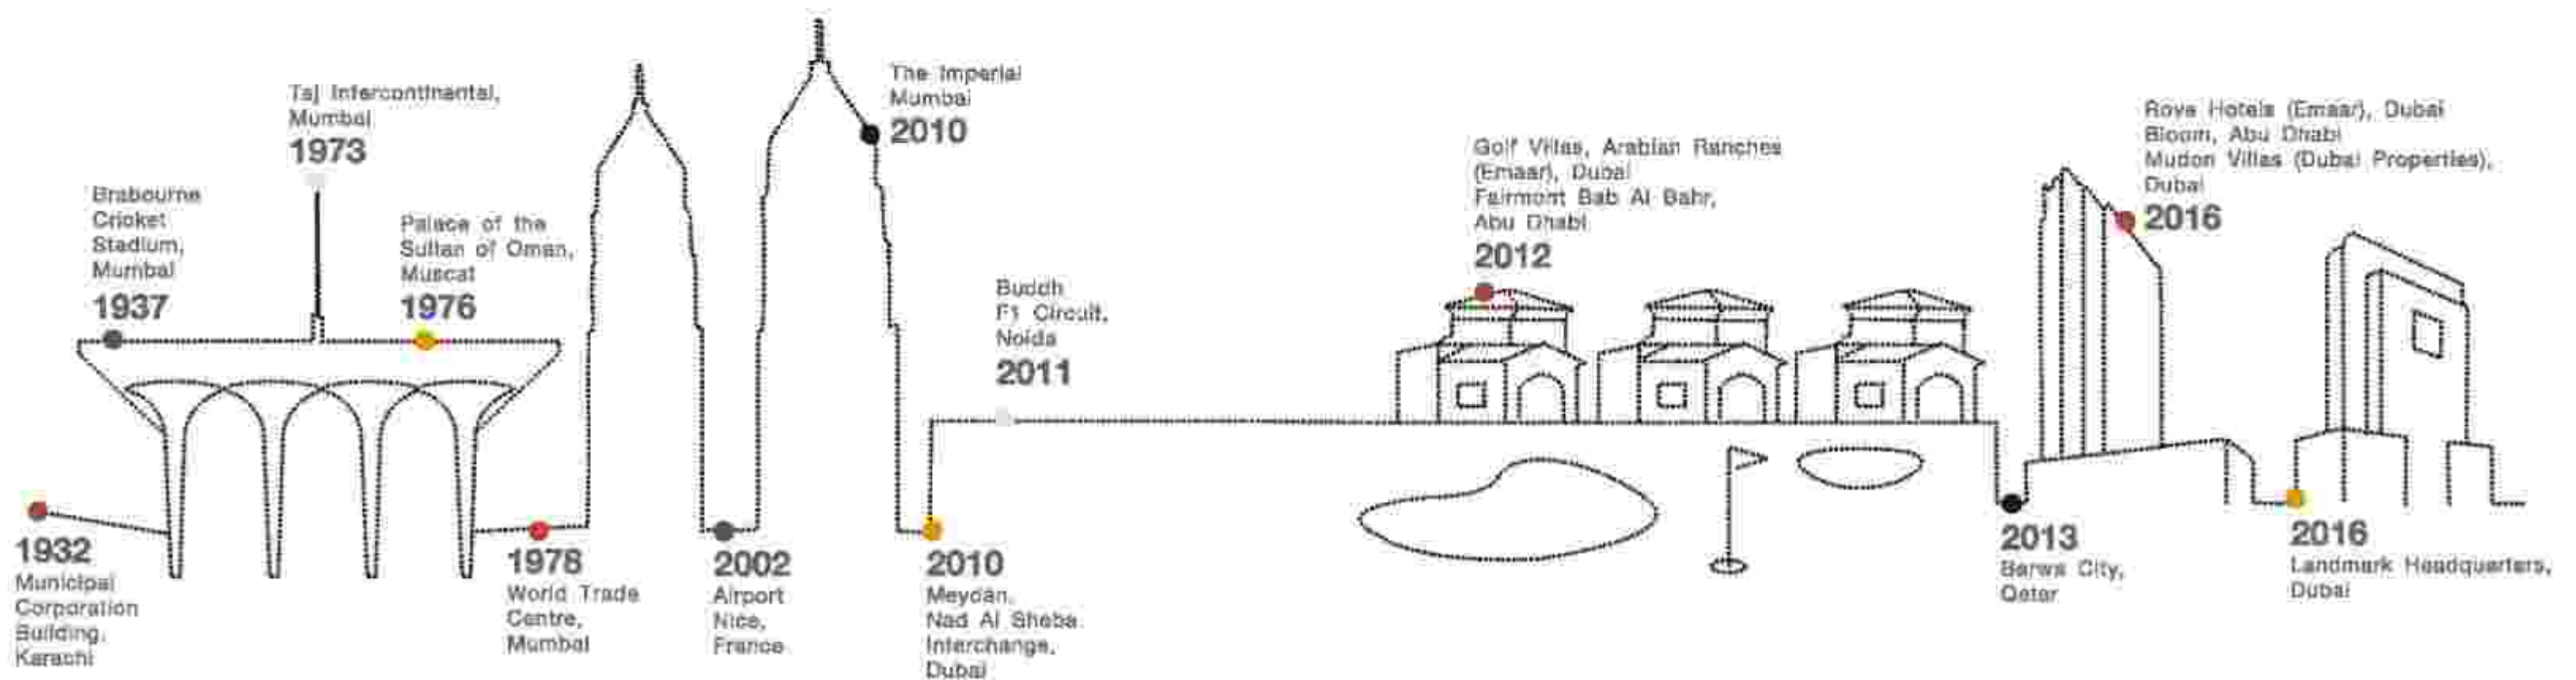 1932
Municipal
Corporation
Building,
Karachi
Brabourne
Cricket
Stadium,
Mumbai
1937
Taj Intercontinental,
Mumbai
1973
Palace of the
Sultan of Oman,
Muscat
1976
1978
World Trade
Centre,
Mumbai
2002
Airport
Nice,
France
The Imperial
Mumbai
2010
2010
Meydan,
Nad Al Sheba
Interchange,
Dubai
Buddh
F1 Circuit,
Noida
2011
Golf Villas, Arabian Ranches
(Emaar), Dubai
Fairmont Bab Al Bahr,
Abu Dhabi
2012
2013
Barwa City,
Qatar
Rove Hotels (Emaar), Dubai
Bloom, Abu Dhabi
Mudon Villas (Dubai Properties),
Dubai
2016
2016
Landmark Headquarters,
Dubai